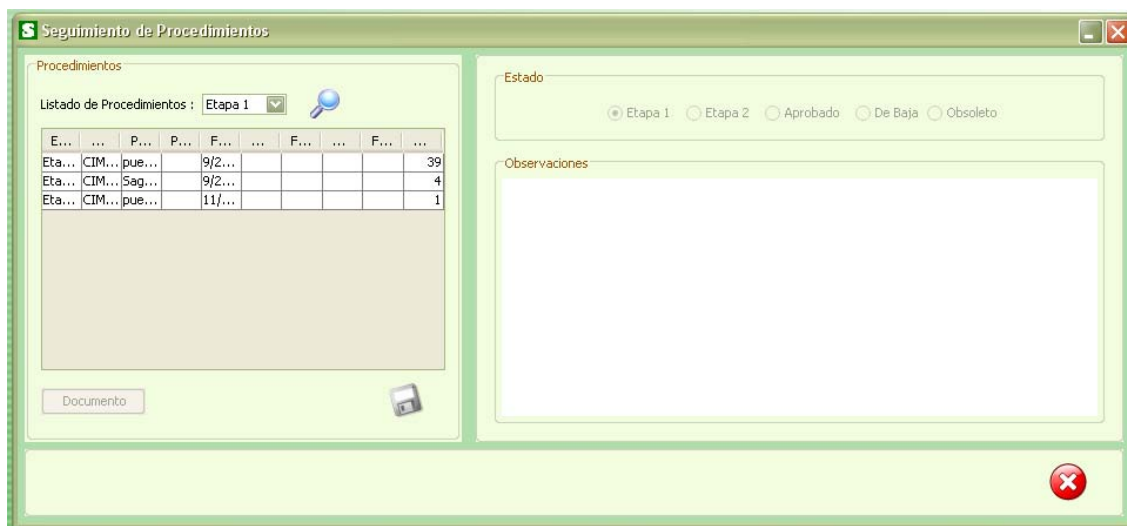 Seguimiento de Procedimientos
Procedimientos
Listado de Procedimientos : Etapa 1
E... ... P... P... F... ... F... ... F... ...
Eta... CIM... pue... 9/2... 39
Eta... CIM... Sag... 9/2... 4
Eta... CIM... pue... 11/... 1
Documento
Estado
Etapa 1 Etapa 2 Aprobado De Baja Obsoleto
Observaciones